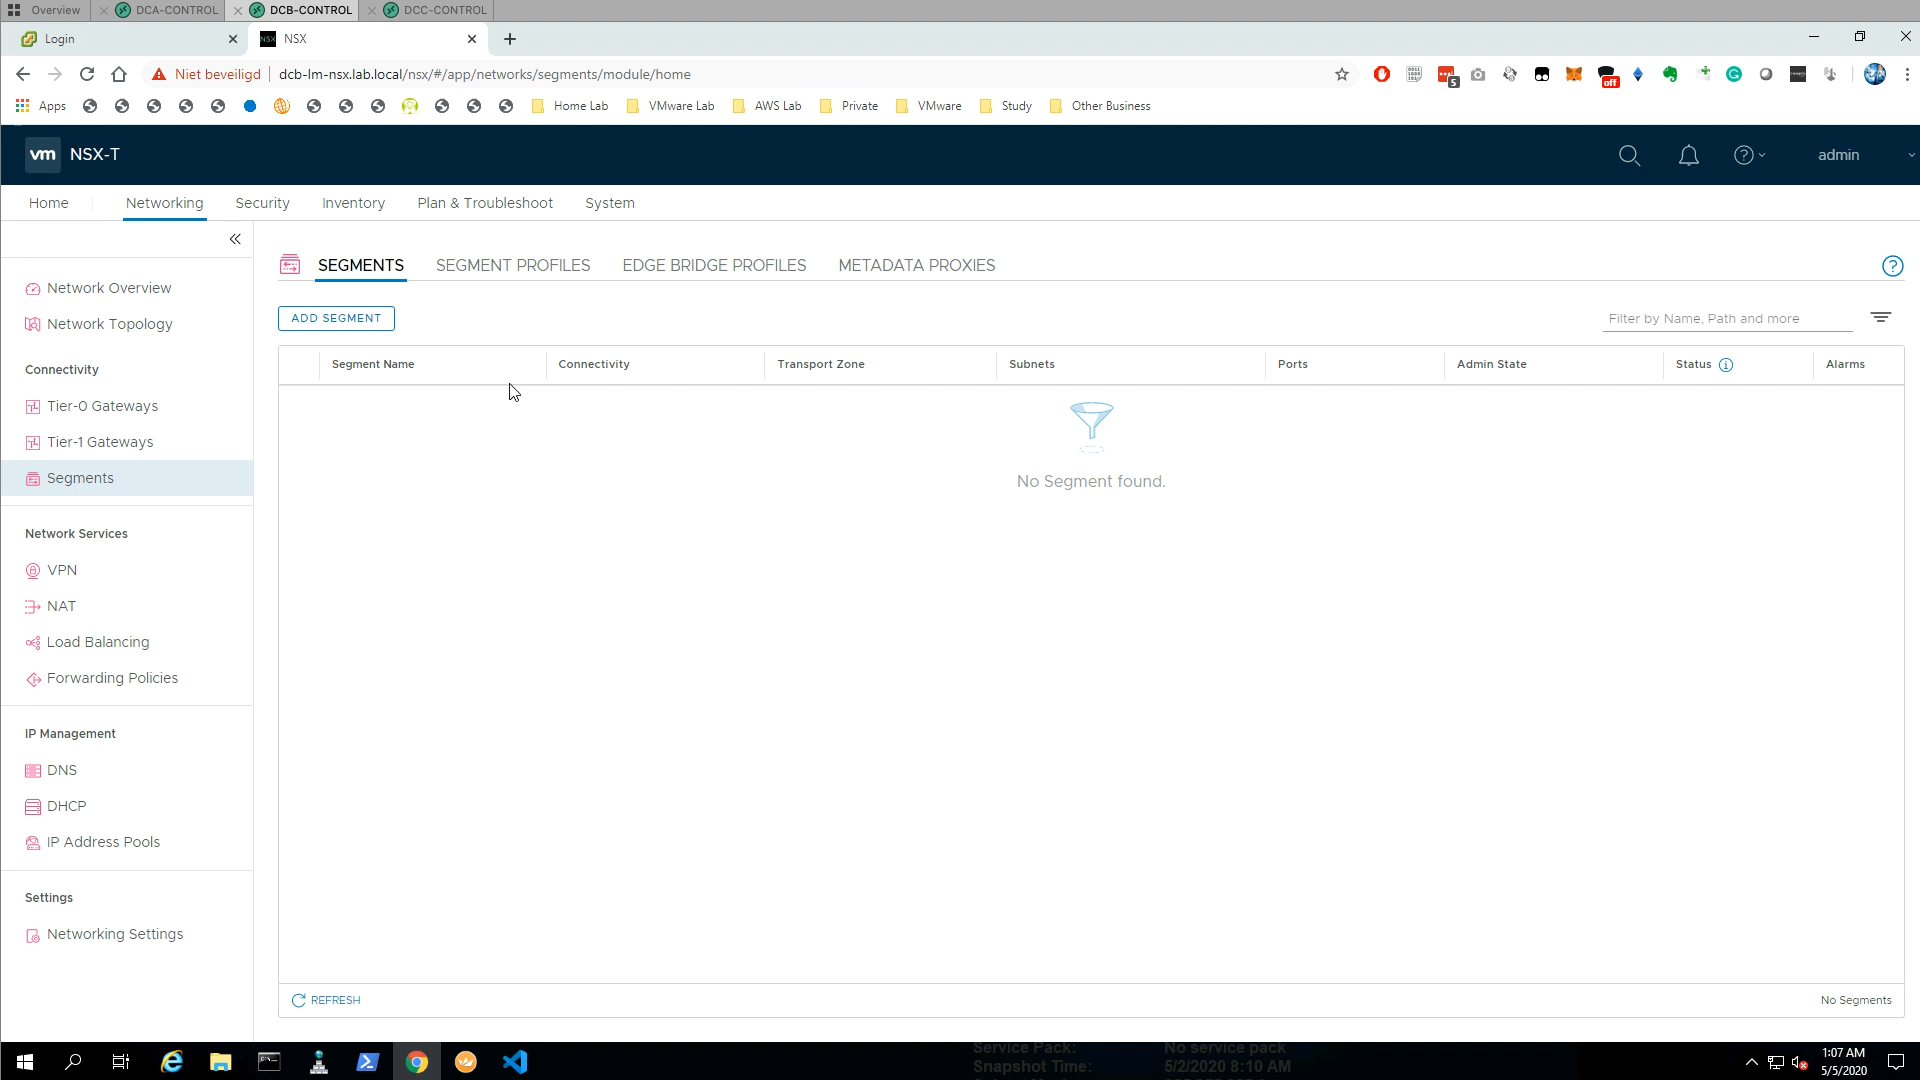 Overview
DCA-CONTROL
DCB-CONTROL
DCC-CONTROL
Login
NSX
NSX
Niet beveiligd
dcb-lm-nsx.lab.local/nsx/#/app/networks/segments/module/home
5
off
Apps
Home Lab
VMware Lab
AWS Lab
Private
VMware
Study
Other Business
vm NSX-T
admin
Home
Networking
Security
Inventory
Plan & Troubleshoot
System
Network Overview
Network Topology
Connectivity
Tier-0 Gateways
Tier-1 Gateways
Segments
Network Services
VPN
NAT
Load Balancing
Forwarding Policies
IP Management
DNS
DHCP
IP Address Pools
Settings
Networking Settings
SEGMENTS
SEGMENT PROFILES
EDGE BRIDGE PROFILES
METADATA PROXIES
ADD SEGMENT
Filter by Name, Path and more
Segment Name
Connectivity
Transport Zone
Subnets
Ports
Admin State
Status
Alarms
No Segment found.
REFRESH
No Segments
Service Pack: No service pack
Snapshot Time: 5/2/2020 8:10 AM
1:07 AM
5/5/2020